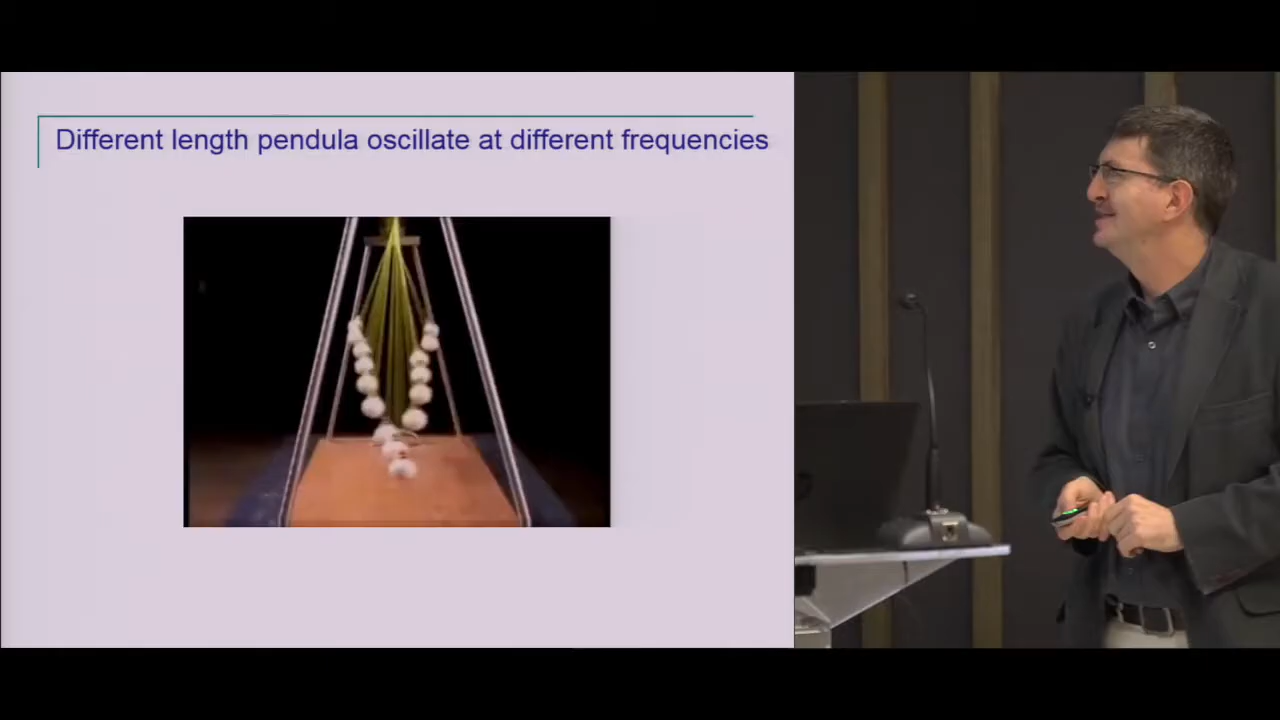 Different length pendula oscillate at different frequencies